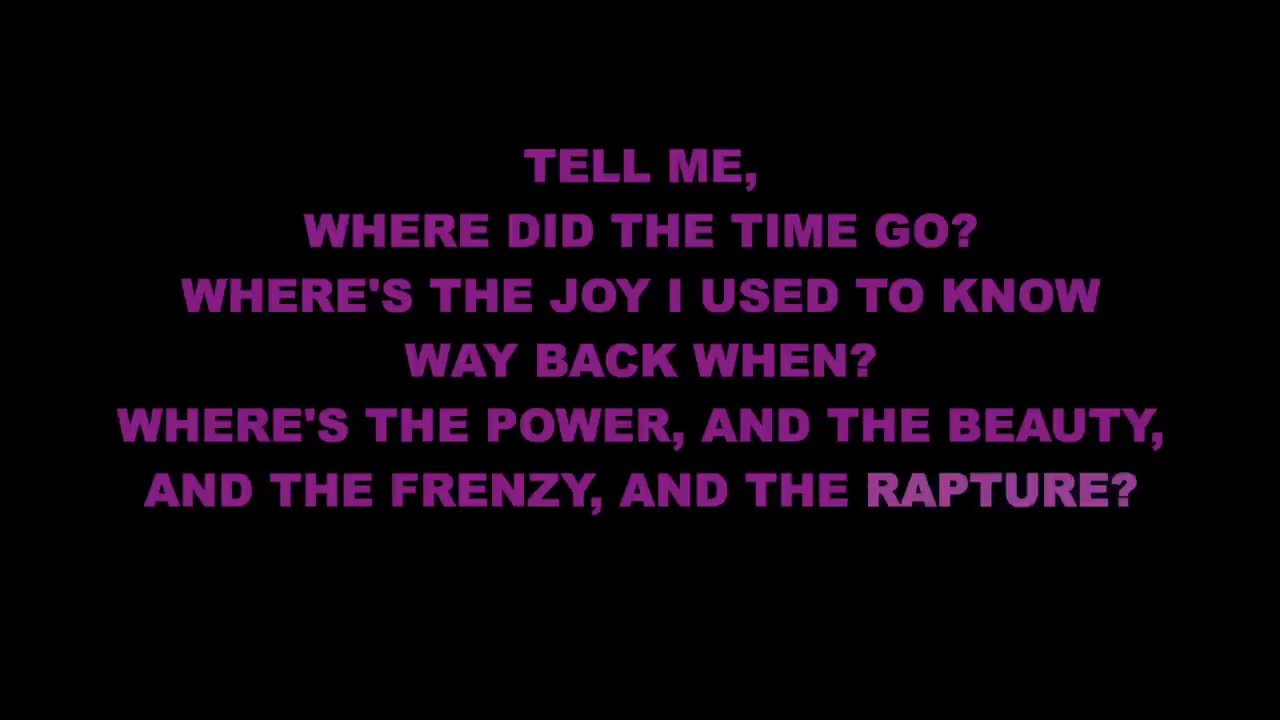 TELL ME,
WHERE DID THE TIME GO?
WHERE'S THE JOY I USED TO KNOW
WAY BACK WHEN?
WHERE'S THE POWER, AND THE BEAUTY,
AND THE FRENZY, AND THE RAPTURE?